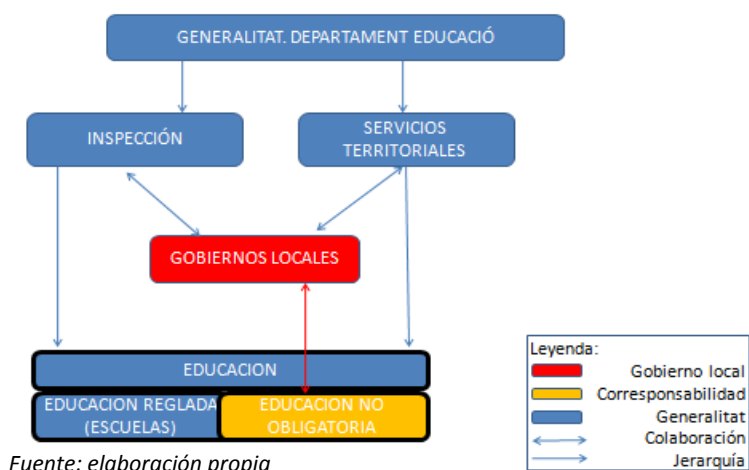 GENERALITAT. DEPARTAMENT EDUCACIÓ
INSPECCIÓN
SERVICIOS
TERRITORIALES
GOBIERNOS LOCALES
EDUCACION
EDUCACION REGLADA
(ESCUELAS)
EDUCACION NO
OBLIGATORIA
Leyenda:
Gobierno local
Corresponsabilidad
Generalitat
Colaboración
Jerarquía
Fuente: elaboración propia